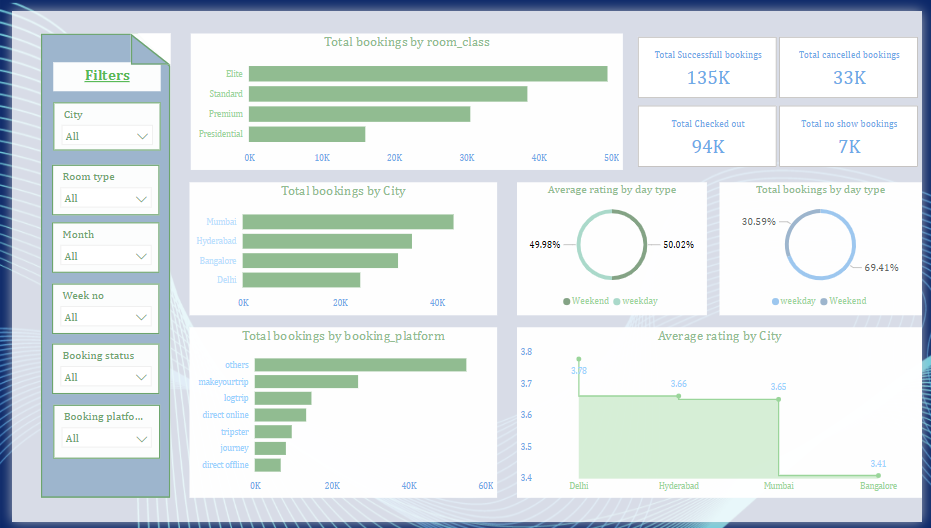 Filters
City
All
Room type
All
Month
All
Week no
All
Booking status
All
Booking platfo...
All
Total bookings by room_class
Elite
Standard
Premium
Presidential
0K 10K 20K 30K 40K 50K
Total Successfull bookings
135K
Total cancelled bookings
33K
Total Checked out
94K
Total no show bookings
7K
Total bookings by City
Mumbai
Hyderabad
Bangalore
Delhi
0K 20K 40K
Average rating by day type
49.98% 50.02%
Weekend weekday
Total bookings by day type
30.59%
69.41%
weekday Weekend
Total bookings by booking_platform
others
makeyourtrip
logtrip
direct online
tripster
journey
direct offline
0K 20K 40K 60K
Average rating by City
3.8
3.7
3.6
3.5
3.4
3.78
3.66
3.65
3.41
Delhi Hyderabad Mumbai Bangalore